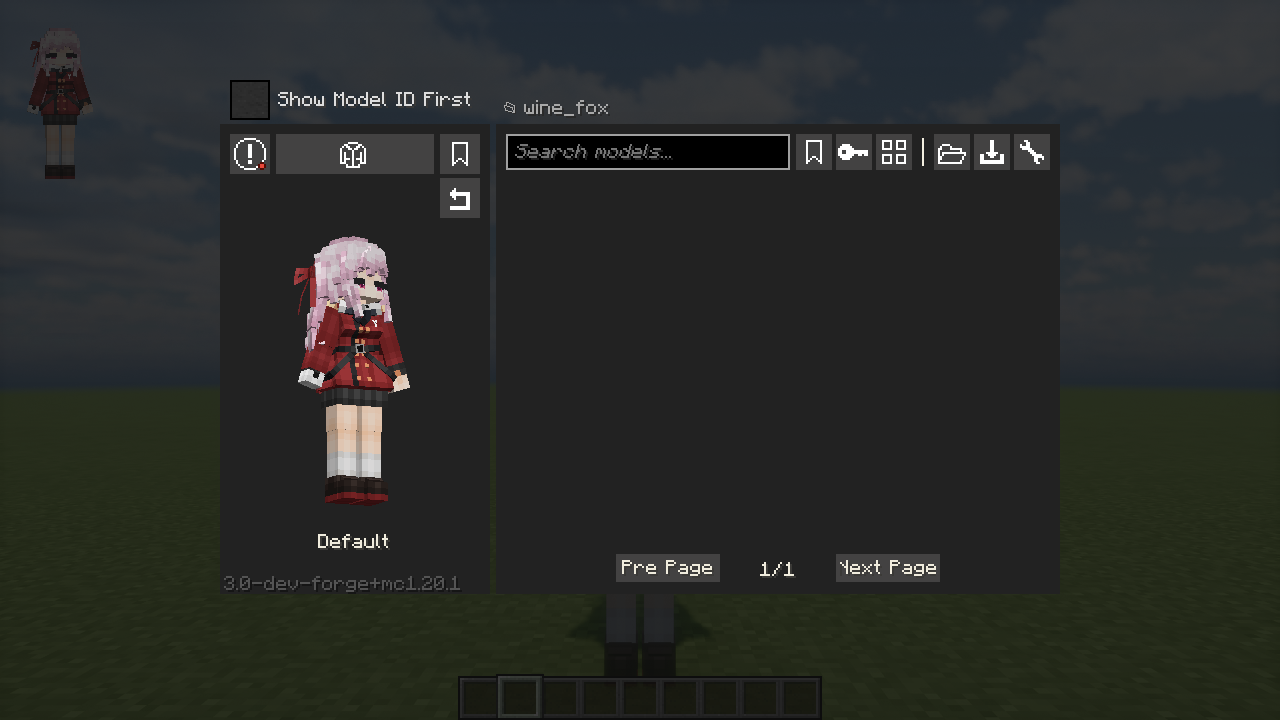 Show Model ID First
wine_fox
Search models...
Default
3.0-dev-forge+mc1.20.1
Pre Page
1/1
Next Page